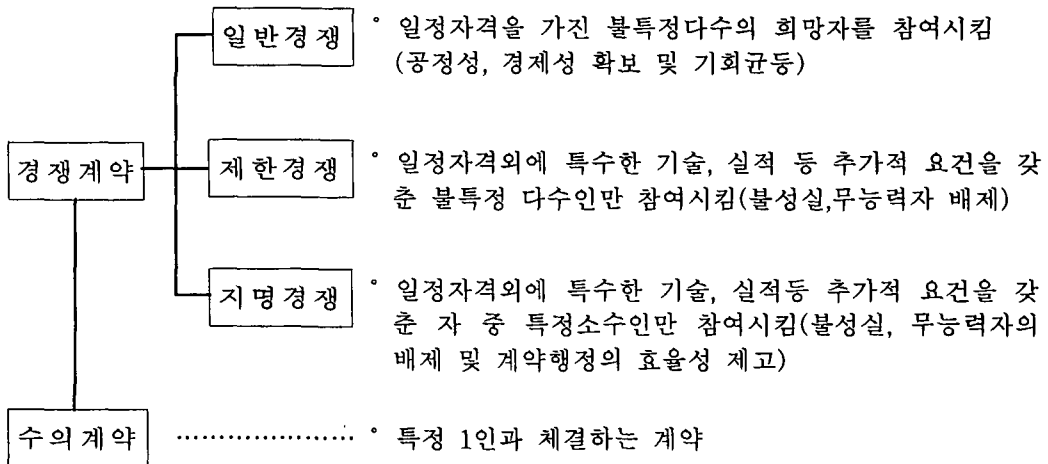 일반경쟁 ° 일정자격을 가진 불특정다수의 희망자를 참여시킴
(공정성, 경제성 확보 및 기회균등)
경쟁계약 제한경쟁 ° 일정자격외에 특수한 기술, 실적 등 추가적 요건을 갖
춘 불특정 다수인만 참여시킴(불성실,무능력자 배제)
지명경쟁 ° 일정자격외에 특수한 기술, 실적등 추가적 요건을 갖
춘 자 중 특정소수인만 참여시킴(불성실, 무능력자의
배제 및 계약행정의 효율성 제고)
수의계약 ‥‥‥‥‥‥ ° 특정 1인과 체결하는 계약